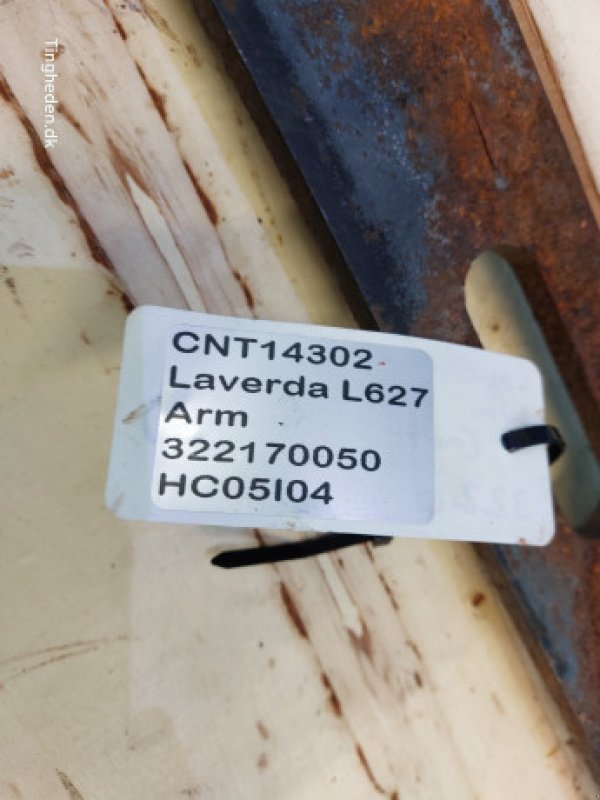 Tingheden.dk
CNT14302
Laverda L627
Arm
322170050
HC05I04